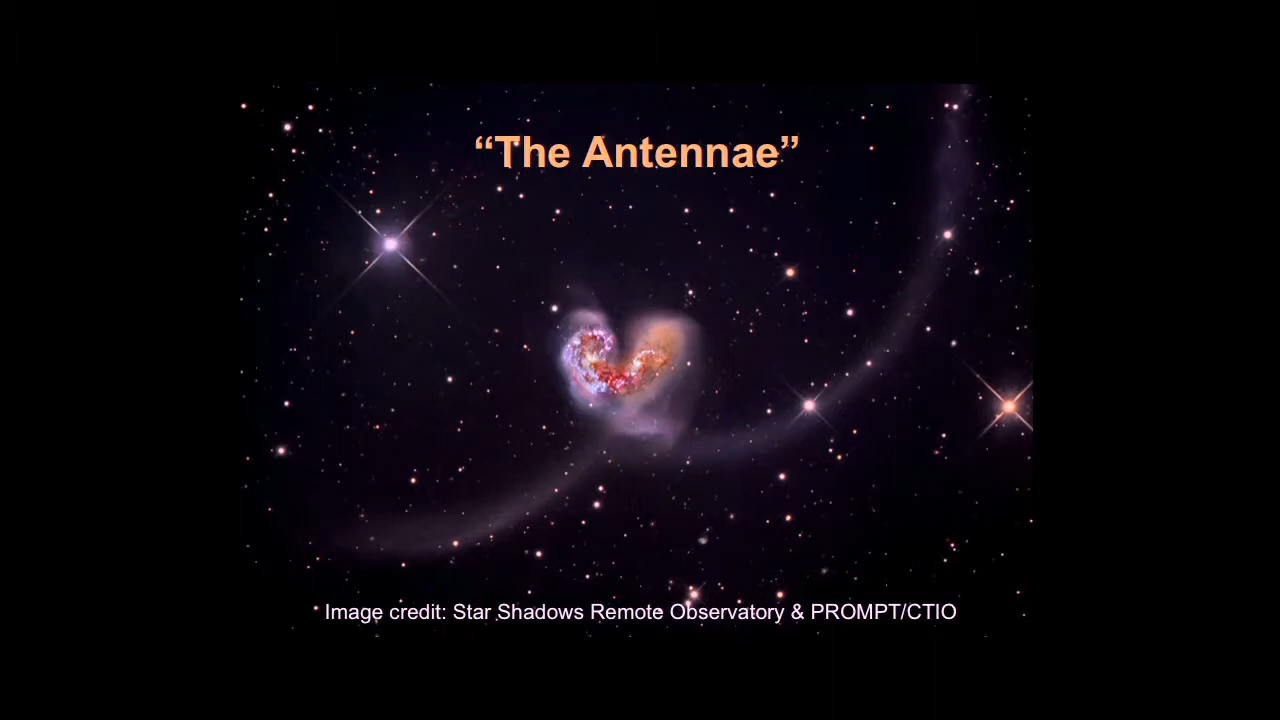 “The Antennae”
Image credit: Star Shadows Remote Observatory & PROMPT/CTIO